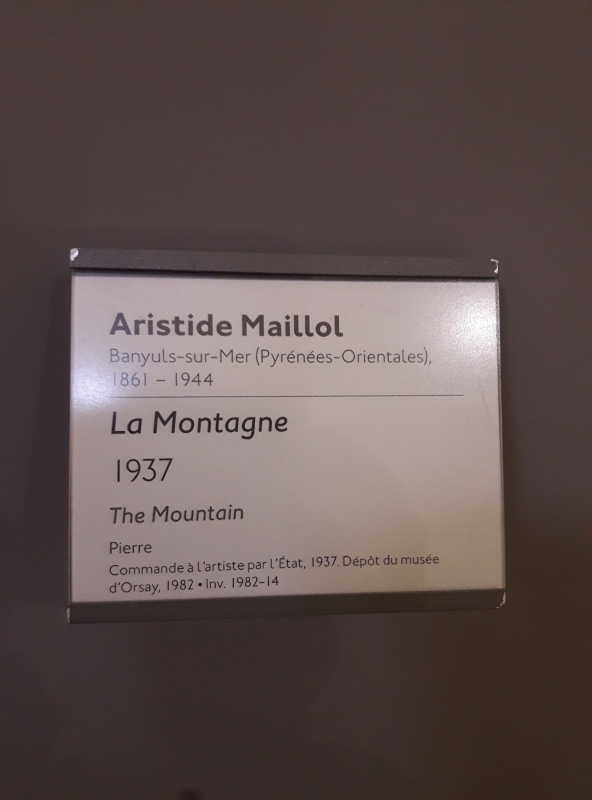 Aristide Maillol
Banyuls-sur-Mer (Pyrénées-Orientales),
1861 – 1944
La Montagne
1937
The Mountain
Pierre
Commande à l'artiste par l'État, 1937. Dépôt du musée
d'Orsay, 1982 • Inv. 1982-14